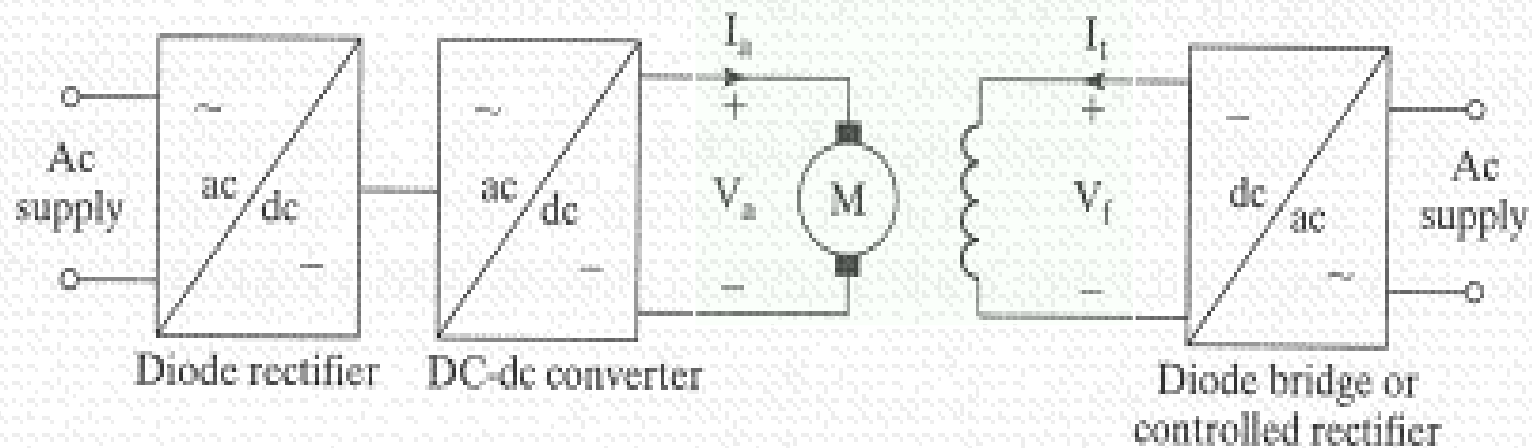 Ac
supply
~
ac
dc
−
Diode rectifier
~
ac
dc
−
DC-dc converter
Ia
+
Va
−
M
If
+
Vf
−
−
dc
ac
~
Diode bridge or
controlled rectifier
Ac
supply